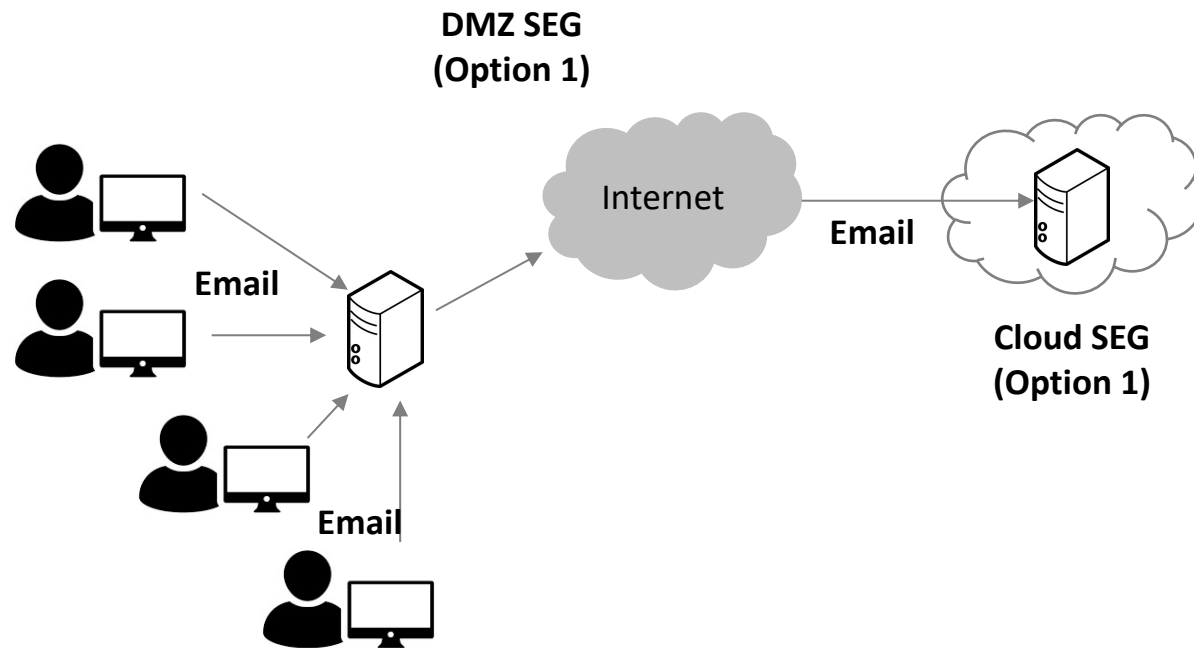 DMZ SEG
(Option 1)
Internet
Email
Email
Cloud SEG
(Option 1)
Email